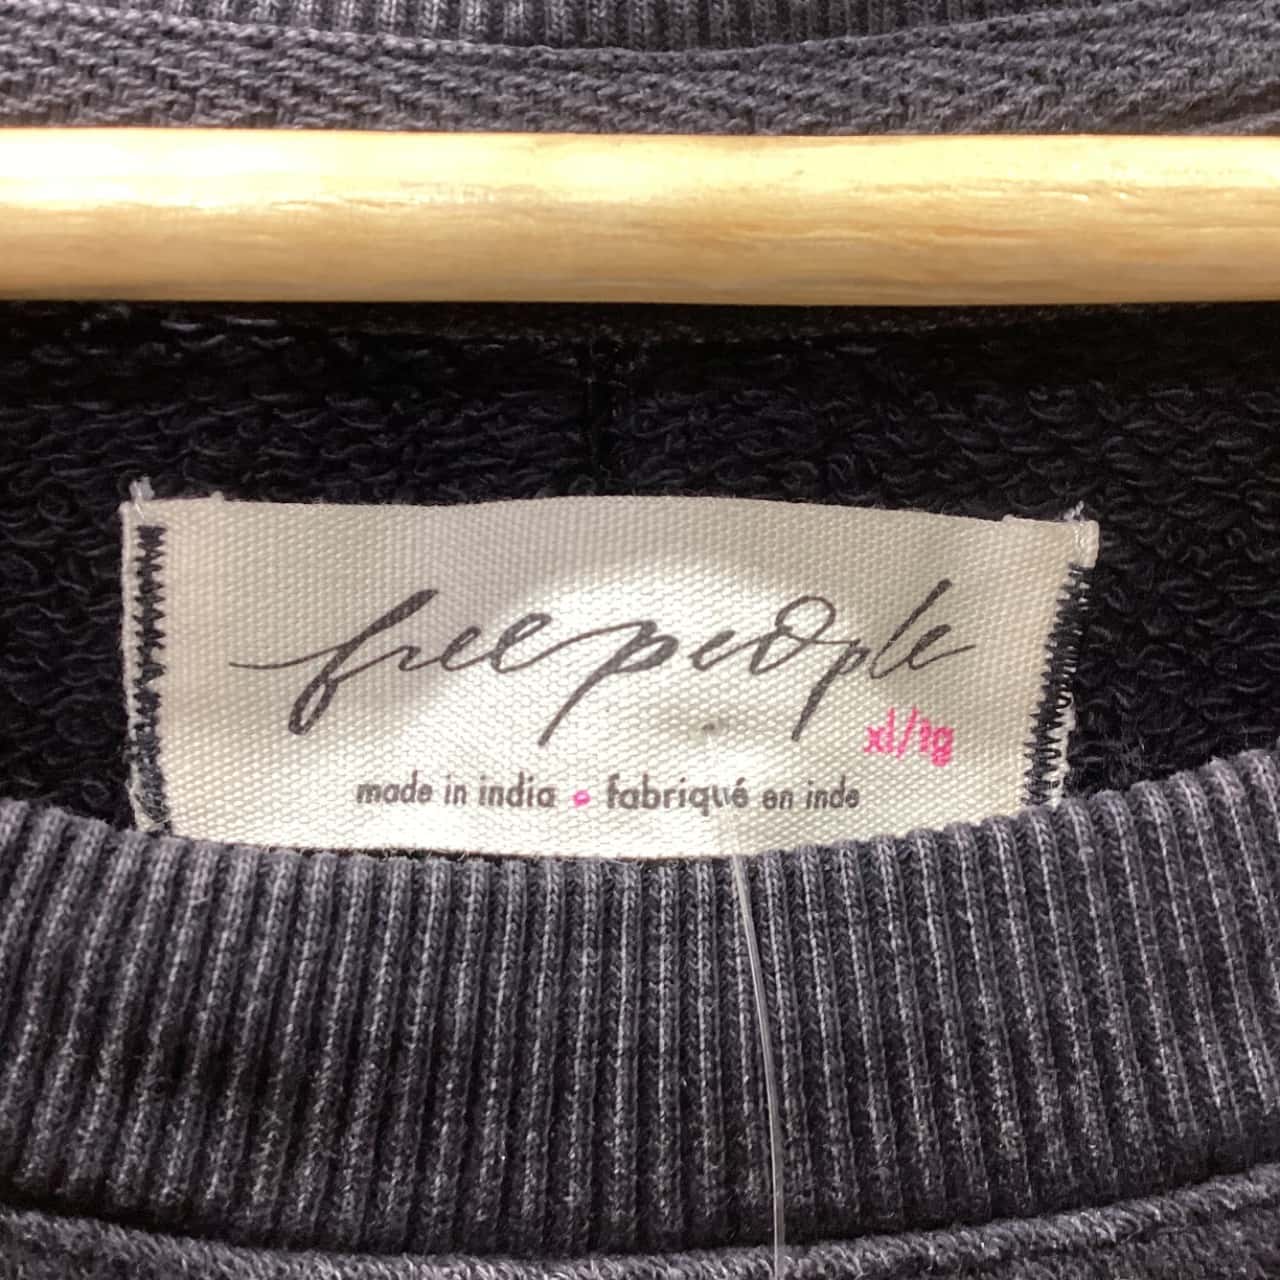 free people
xl/tg
made in india • fabriqué en inde